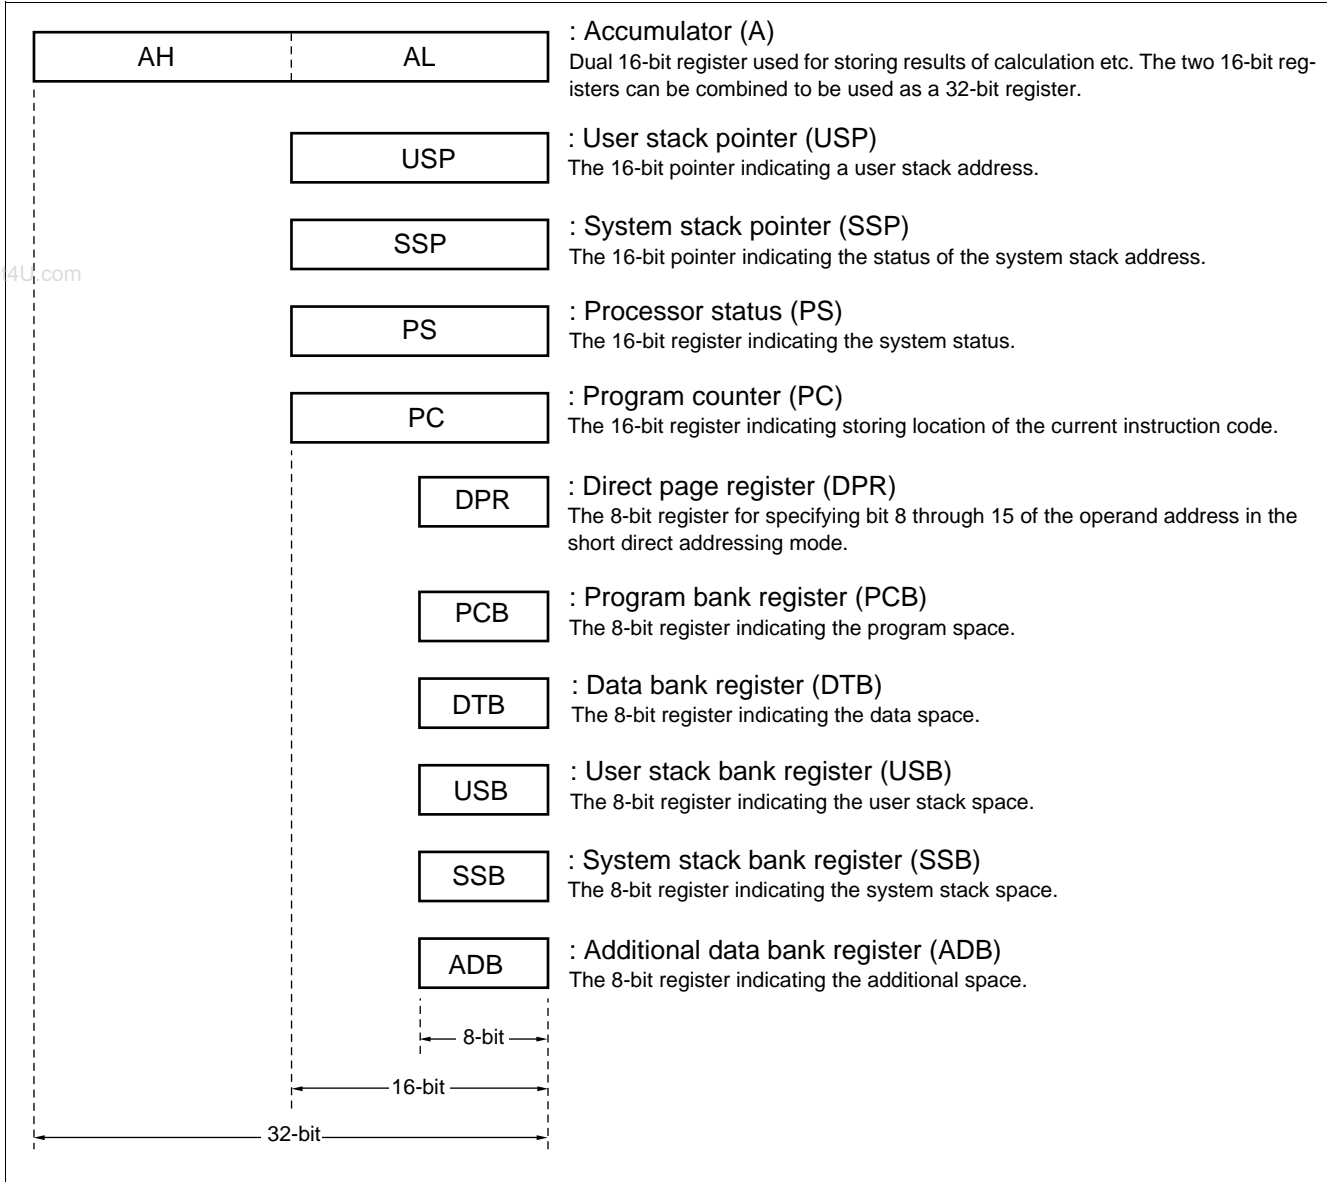 AH AL : Accumulator (A)
Dual 16-bit register used for storing results of calculation etc. The two 16-bit reg-
isters can be combined to be used as a 32-bit register.
USP : User stack pointer (USP)
The 16-bit pointer indicating a user stack address.
SSP : System stack pointer (SSP)
The 16-bit pointer indicating the status of the system stack address.
t4U.com
PS : Processor status (PS)
The 16-bit register indicating the system status.
PC : Program counter (PC)
The 16-bit register indicating storing location of the current instruction code.
DPR : Direct page register (DPR)
The 8-bit register for specifying bit 8 through 15 of the operand address in the
short direct addressing mode.
PCB : Program bank register (PCB)
The 8-bit register indicating the program space.
DTB : Data bank register (DTB)
The 8-bit register indicating the data space.
USB : User stack bank register (USB)
The 8-bit register indicating the user stack space.
SSB : System stack bank register (SSB)
The 8-bit register indicating the system stack space.
ADB : Additional data bank register (ADB)
The 8-bit register indicating the additional space.
8-bit
16-bit
32-bit